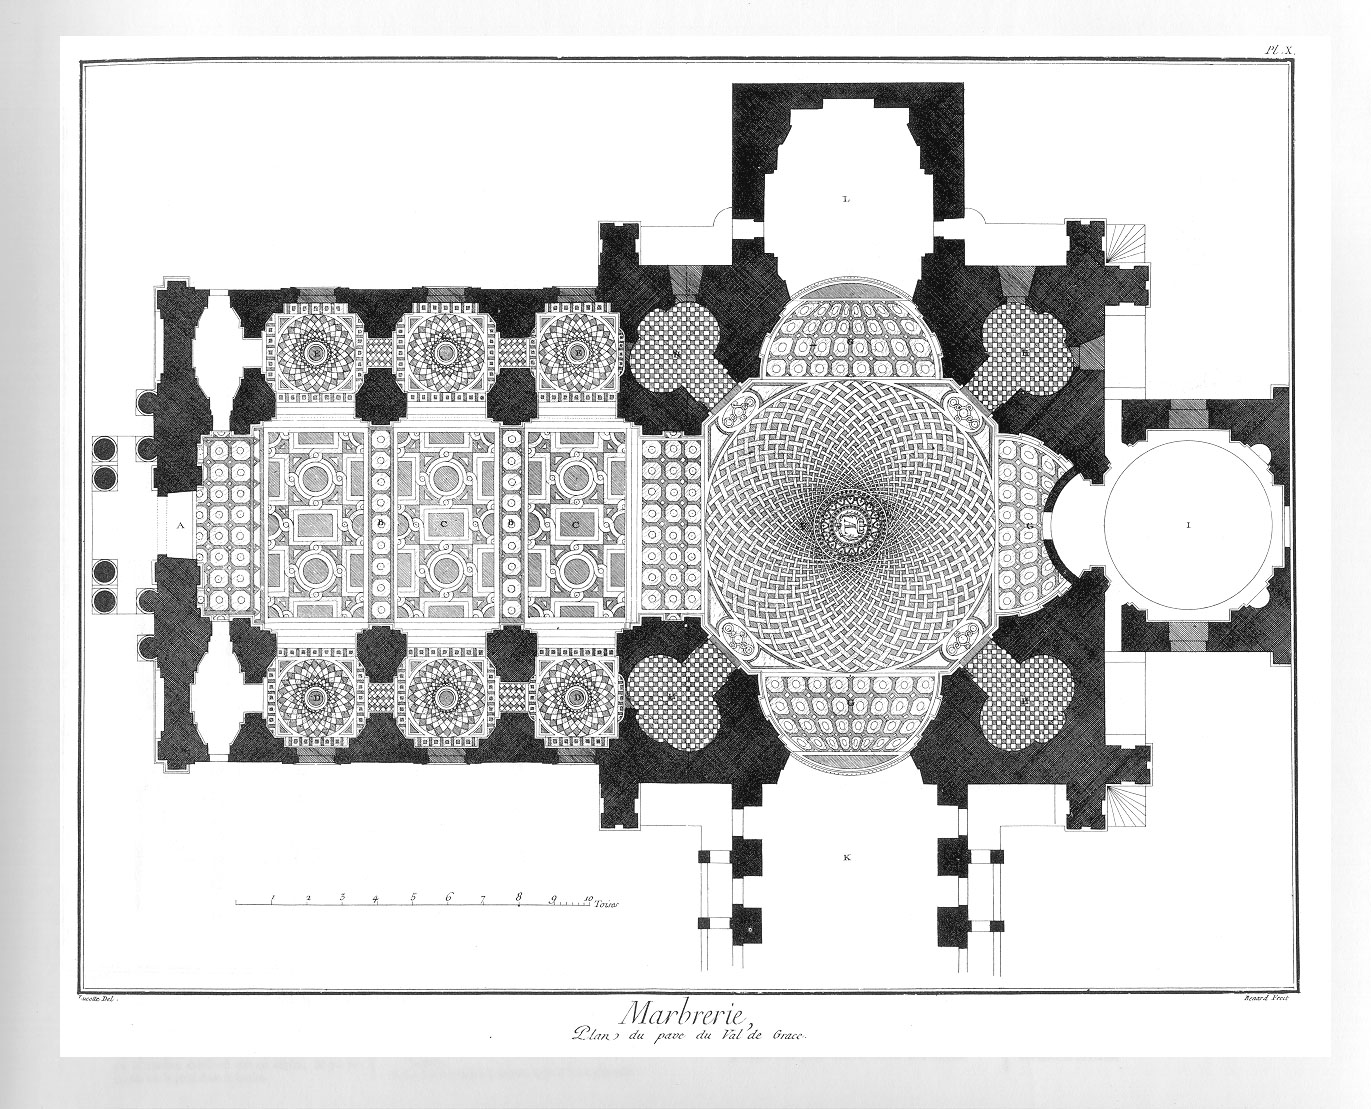 Pl. X.
L
E
E
G
H
A
B
C
B
C
G
I
D
D
G
K
1 2 3 4 5 6 7 8 9 10 Toises
Lucotte Del.
Benard Fecit
Marbrerie,
Plan du pavé du Val de Grace.